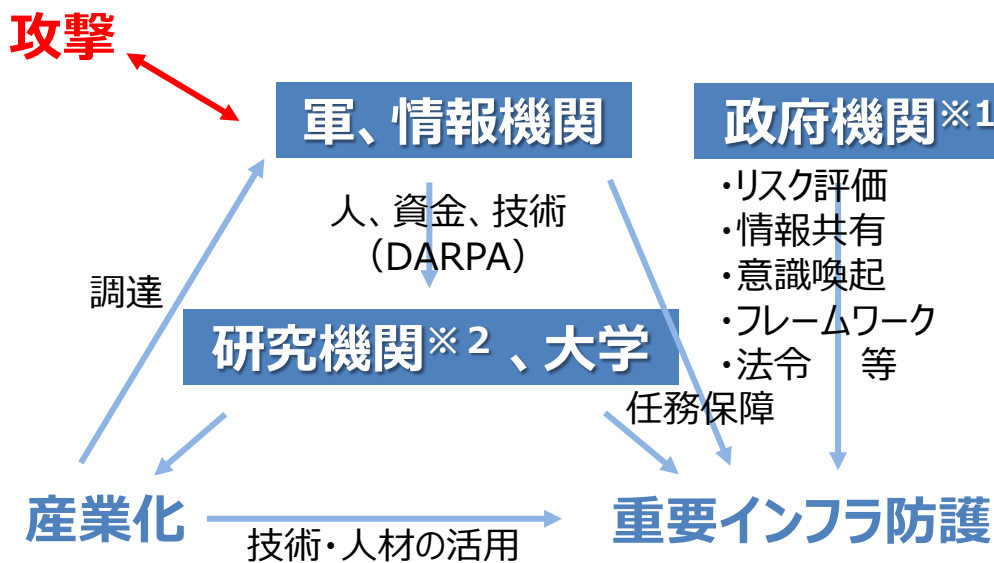 攻撃
軍、情報機関
政府機関※1
・リスク評価
・情報共有
・意識喚起
・フレームワーク
・法令　等
人、資金、技術
（DARPA）
調達
研究機関※２、大学
任務保障
産業化
重要インフラ防護
技術・人材の活用